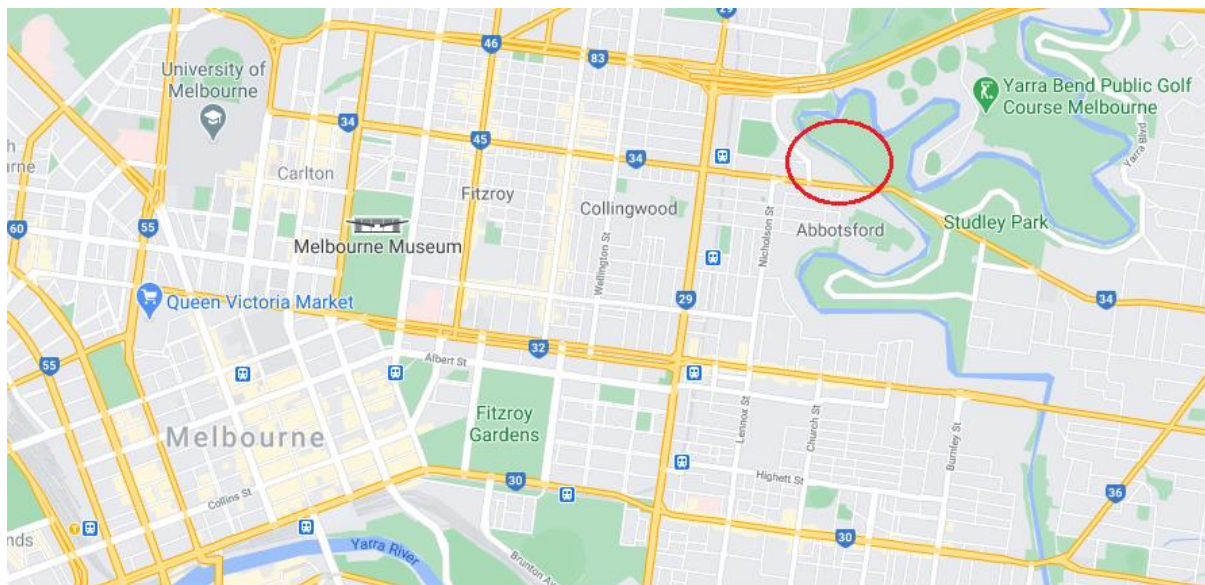 29
46
83
University of
Melbourne
Yarra Bend Public Golf
Course Melbourne
34
45
34
Yarra Blvd
Carlton
Fitzroy
Collingwood
Nicholson St
Abbotsford
Studley Park
60
55
Melbourne Museum
Wellington St
Queen Victoria Market
29
34
32
Albert St
55
Fitzroy
Gardens
Melbourne
Lennox St
Church St
Burnley St
Highett St
Collins St
30
36
30
Yarra River
Brunton Av